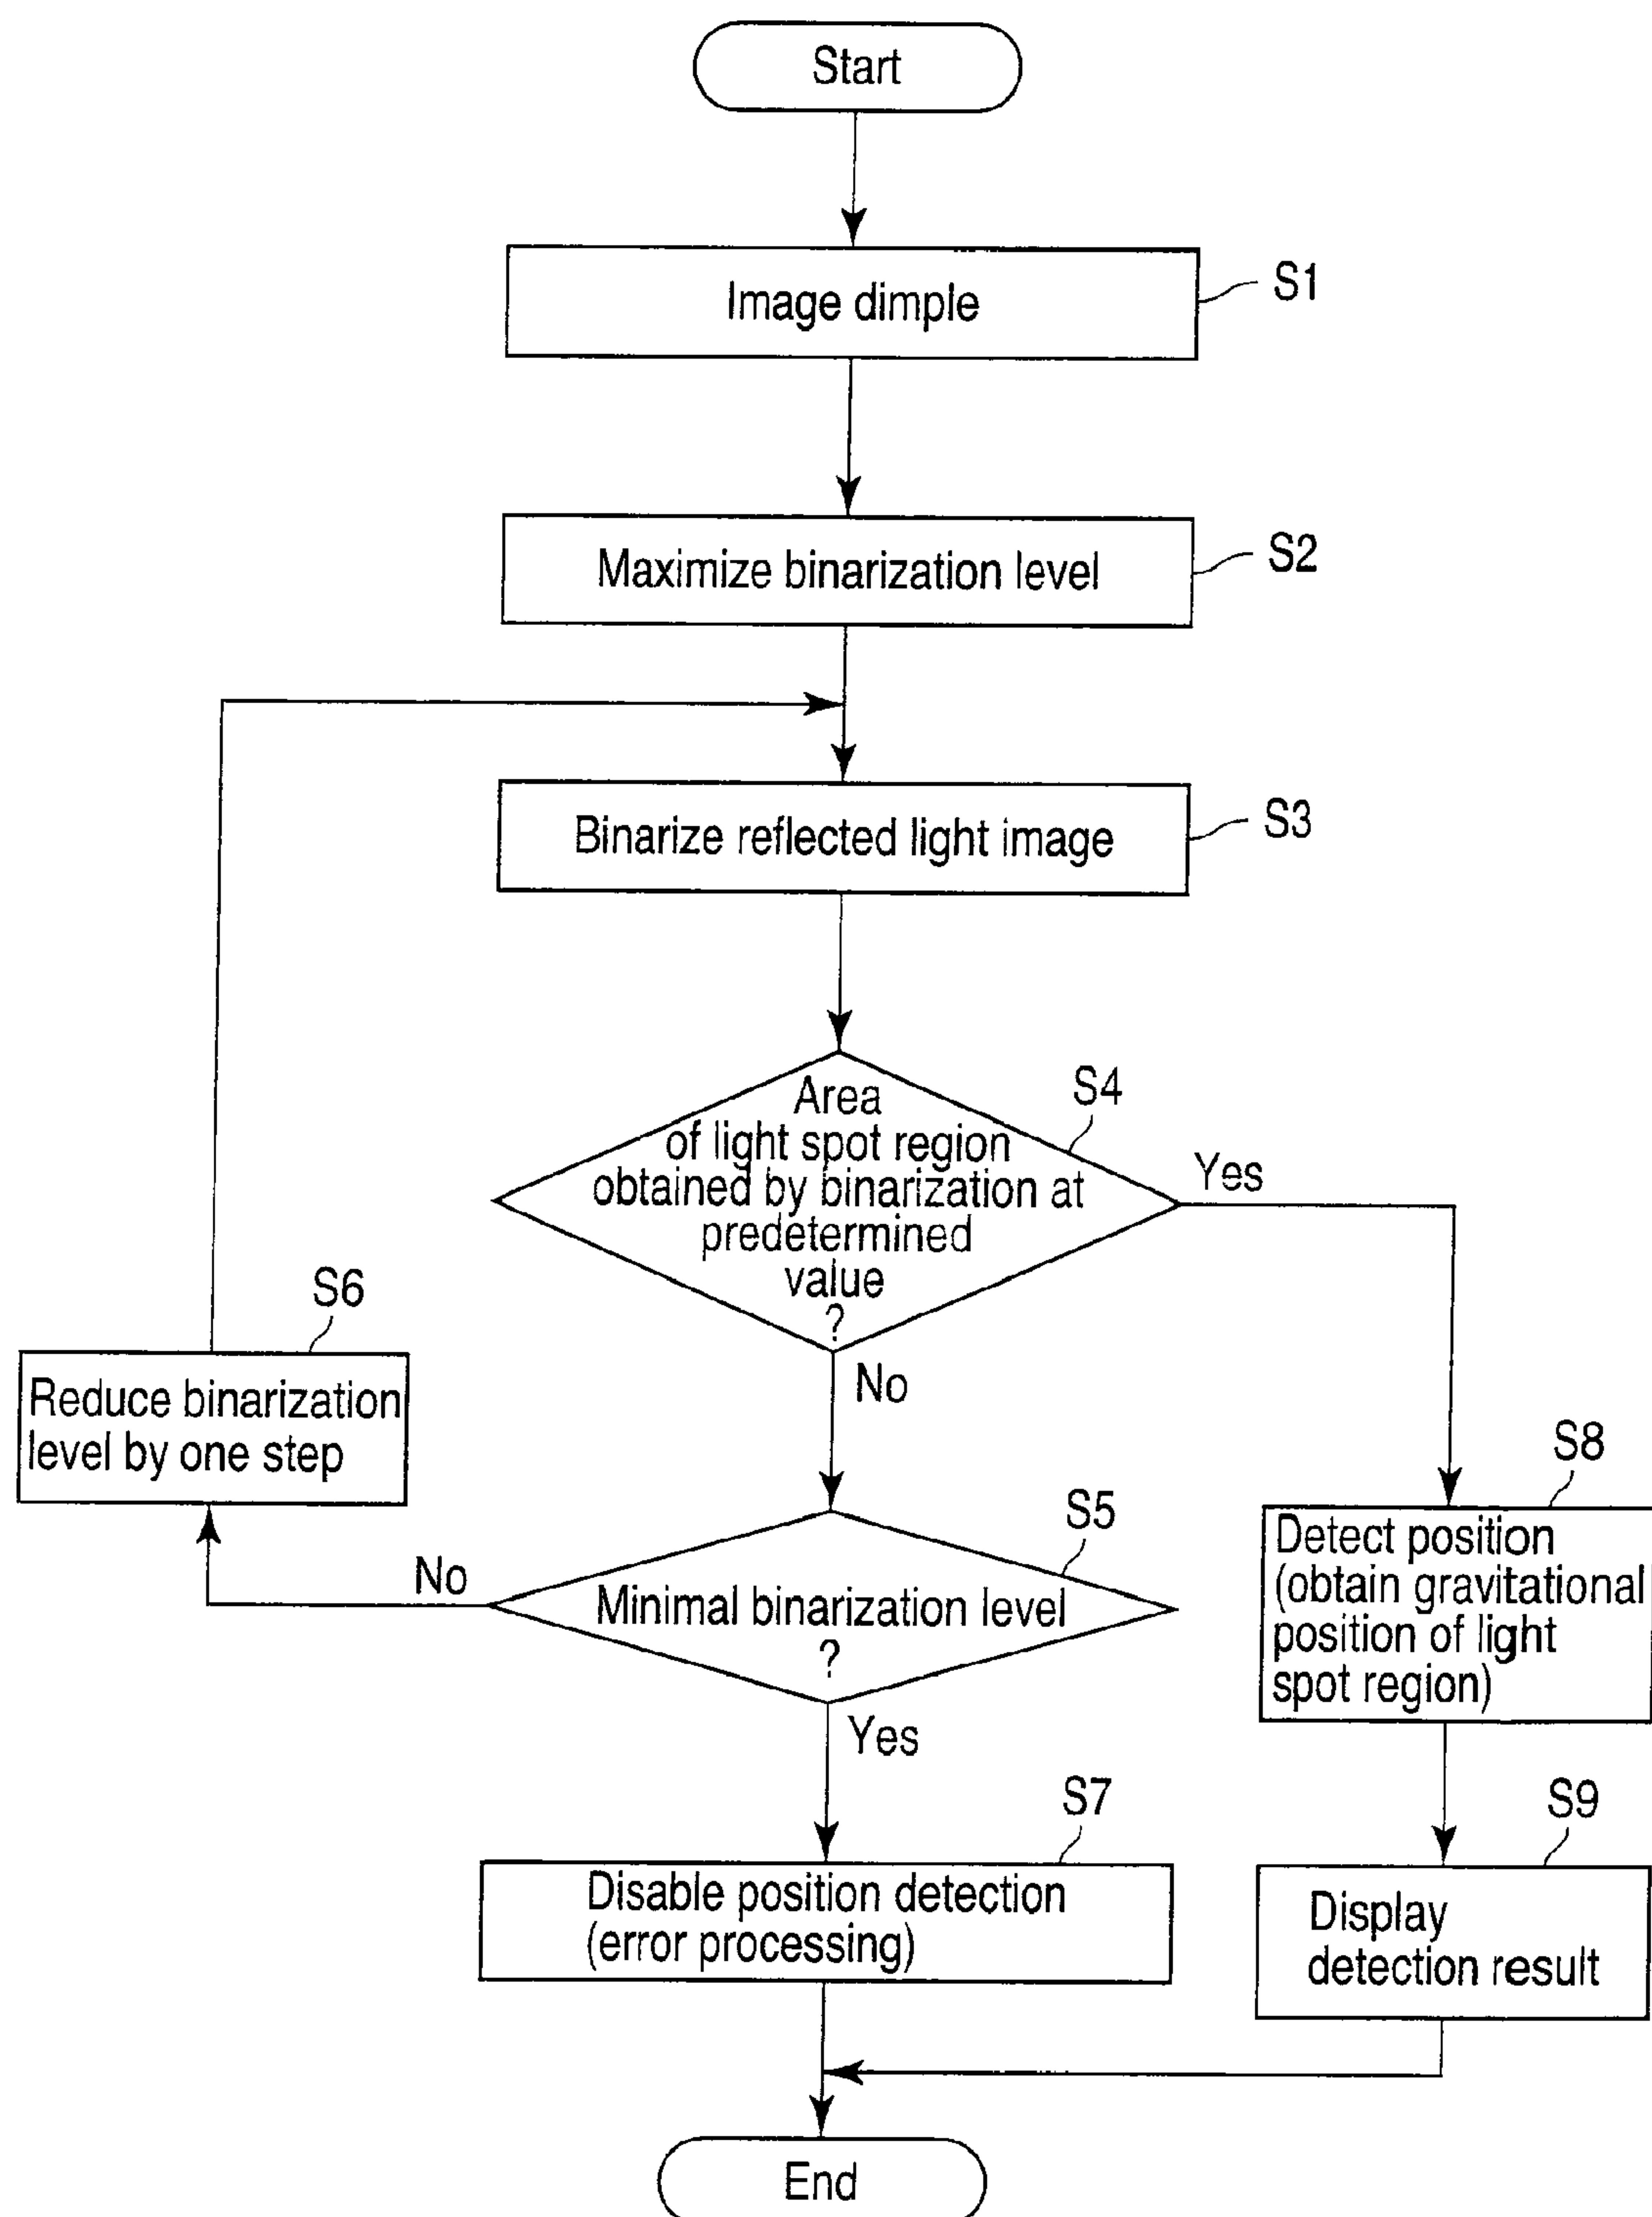 Start
Image dimple
S1
Maximize binarization level
S2
Binarize reflected light image
S3
Area
of light spot region
obtained by binarization at
predetermined
value
?
S4
Yes
No
S6
Reduce binarization
level by one step
S5
Minimal binarization level
?
No
Yes
S8
Detect position
(obtain gravitational
position of light
spot region)
S7
Disable position detection
(error processing)
S9
Display
detection result
End